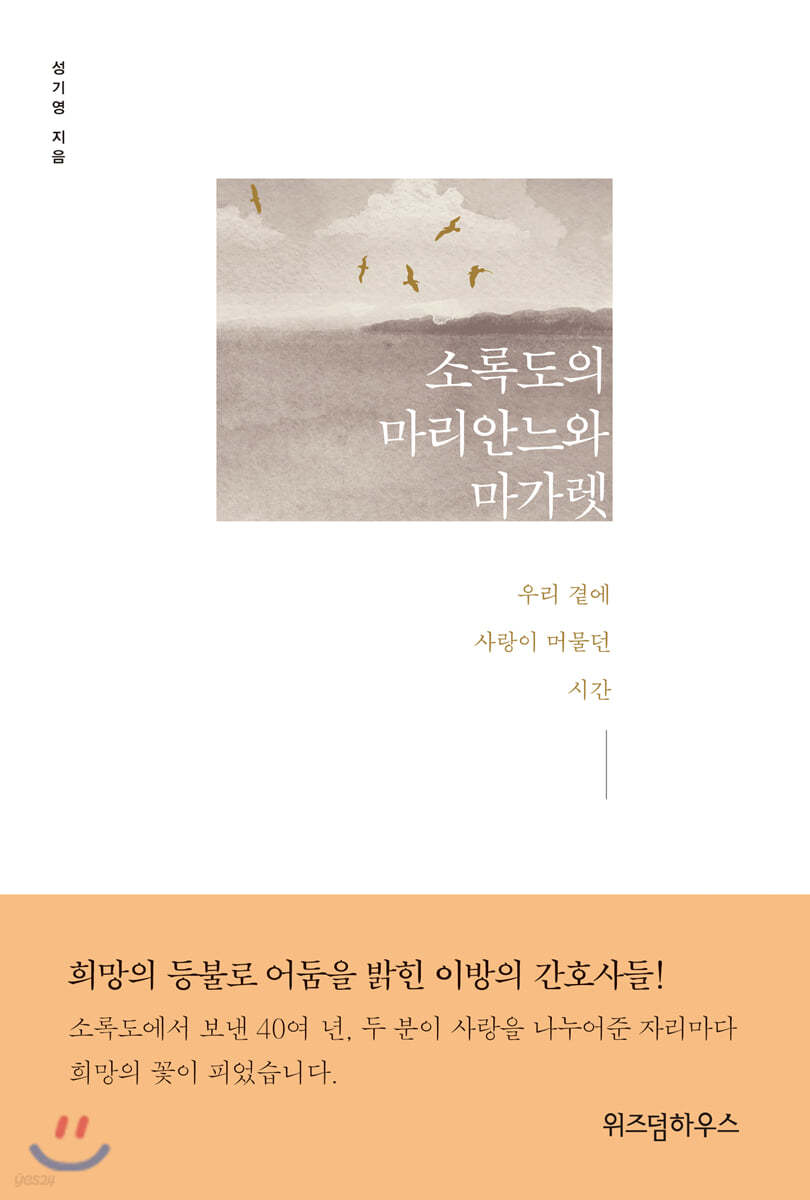 성기영 지음
소록도의
마리안느와
마가렛
우리 곁에
사랑이 머물던
시간
희망의 등불로 어둠을 밝힌 이방의 간호사들!
소록도에서 보낸 40여 년, 두 분이 사랑을 나누어준 자리마다
희망의 꽃이 피었습니다.
위즈덤하우스
yes24